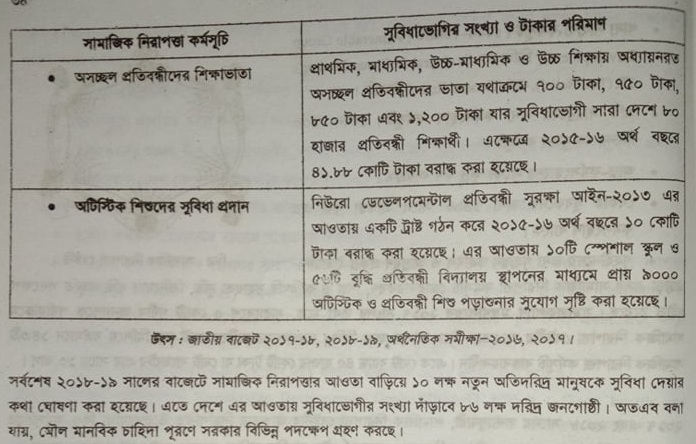 সামাজিক নিরাপত্তা কর্মসূচি
সুবিধাভোগির সংখ্যা ও টাকার পরিমাণ
• অসচ্ছল প্রতিবন্ধীদের শিক্ষাভাতা
প্রাথমিক, মাধ্যমিক, উচ্চ-মাধ্যমিক ও উচ্চ শিক্ষায় অধ্যায়নরত
অসচ্ছল প্রতিবন্ধীদের ভাতা যথাক্রমে ৭০০ টাকা, ৭৫০ টাকা,
৮৫০ টাকা এবং ১,২০০ টাকা যার সুবিধাভোগী সারা দেশে ৮০
হাজার প্রতিবন্ধী শিক্ষার্থী। এক্ষেত্রে ২০১৫-১৬ অর্থ বছরে
৪১.৮৮ কোটি টাকা বরাদ্ধ করা হয়েছে।
• অটিস্টিক শিশুদের সুবিধা প্রদান
নিউরো ডেভেলপমেন্টাল প্রতিবন্ধী সুরক্ষা আইন-২০১৩ এর
আওতায় একটি ট্রাষ্ট গঠন করে ২০১৫-১৬ অর্থ বছরে ১০ কোটি
টাকা বরাদ্ধ করা হয়েছে। এর আওতায় ১০টি স্পেশাল স্কুল ও
বুদ্ধি প্রতিবন্ধী বিদ্যালয় স্থাপনের মাধ্যমে প্রায় ৯০০০
অটিস্টিক ও প্রতিবন্ধী শিশু পড়াশুনার সুযোগ সৃষ্টি করা হয়েছে।
উৎস : জাতীয় বাজেট ২০১৭-১৮, ২০১৮-১৯, অর্থনৈতিক সমীক্ষা-২০১৬, ২০১৭।
সর্বশেষ ২০১৮-১৯ সালের বাজেটে সামাজিক নিরাপত্তার আওতা বাড়িয়ে ১০ লক্ষ নতুন অতিদরিদ্র মানুষকে সুবিধা দেয়ার
কথা ঘোষণা করা হয়েছে। এতে দেশে এর আওতায় সুবিধাভোগীর সংখ্যা দাঁড়াবে ৮৬ লক্ষ দরিদ্র জনগোষ্ঠী। অতএব বলা
যায়, মৌল মানবিক চাহিদা পূরণে সরকার বিভিন্ন পদক্ষেপ গ্রহণ করছে।